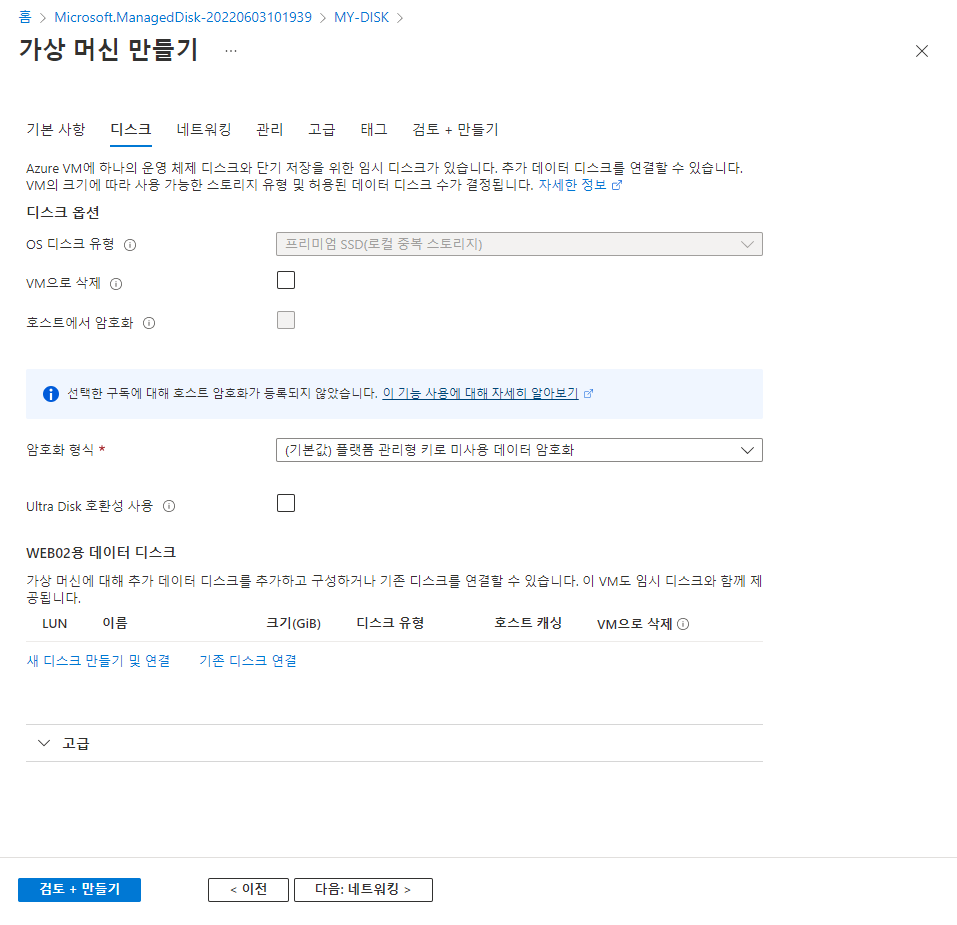 홈 > Microsoft.ManagedDisk-20220603101939 > MY-DISK >
가상 머신 만들기 ...
기본 사항 디스크 네트워킹 관리 고급 태그 검토 + 만들기
Azure VM에 하나의 운영 체제 디스크와 단기 저장을 위한 임시 디스크가 있습니다. 추가 데이터 디스크를 연결할 수 있습니다.
VM의 크기에 따라 사용 가능한 스토리지 유형 및 허용된 데이터 디스크 수가 결정됩니다. 자세한 정보
디스크 옵션
OS 디스크 유형 프리미엄 SSD(로컬 중복 스토리지)
VM으로 삭제
호스트에서 암호화
선택한 구독에 대해 호스트 암호화가 등록되지 않았습니다. 이 기능 사용에 대해 자세히 알아보기
암호화 형식 * (기본값) 플랫폼 관리형 키로 미사용 데이터 암호화
Ultra Disk 호환성 사용
WEB02용 데이터 디스크
가상 머신에 대해 추가 데이터 디스크를 추가하고 구성하거나 기존 디스크를 연결할 수 있습니다. 이 VM도 임시 디스크와 함께 제
공됩니다.
LUN 이름 크기(GiB) 디스크 유형 호스트 캐싱 VM으로 삭제
새 디스크 만들기 및 연결 기존 디스크 연결
고급
검토 + 만들기 < 이전 다음: 네트워킹 >